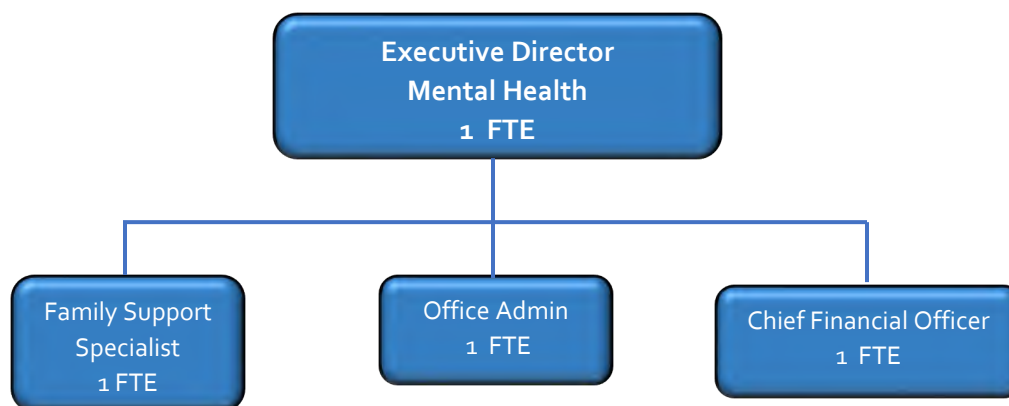 Executive Director
Mental Health
1 FTE
Family Support
Specialist
1 FTE
Office Admin
1 FTE
Chief Financial Officer
1 FTE